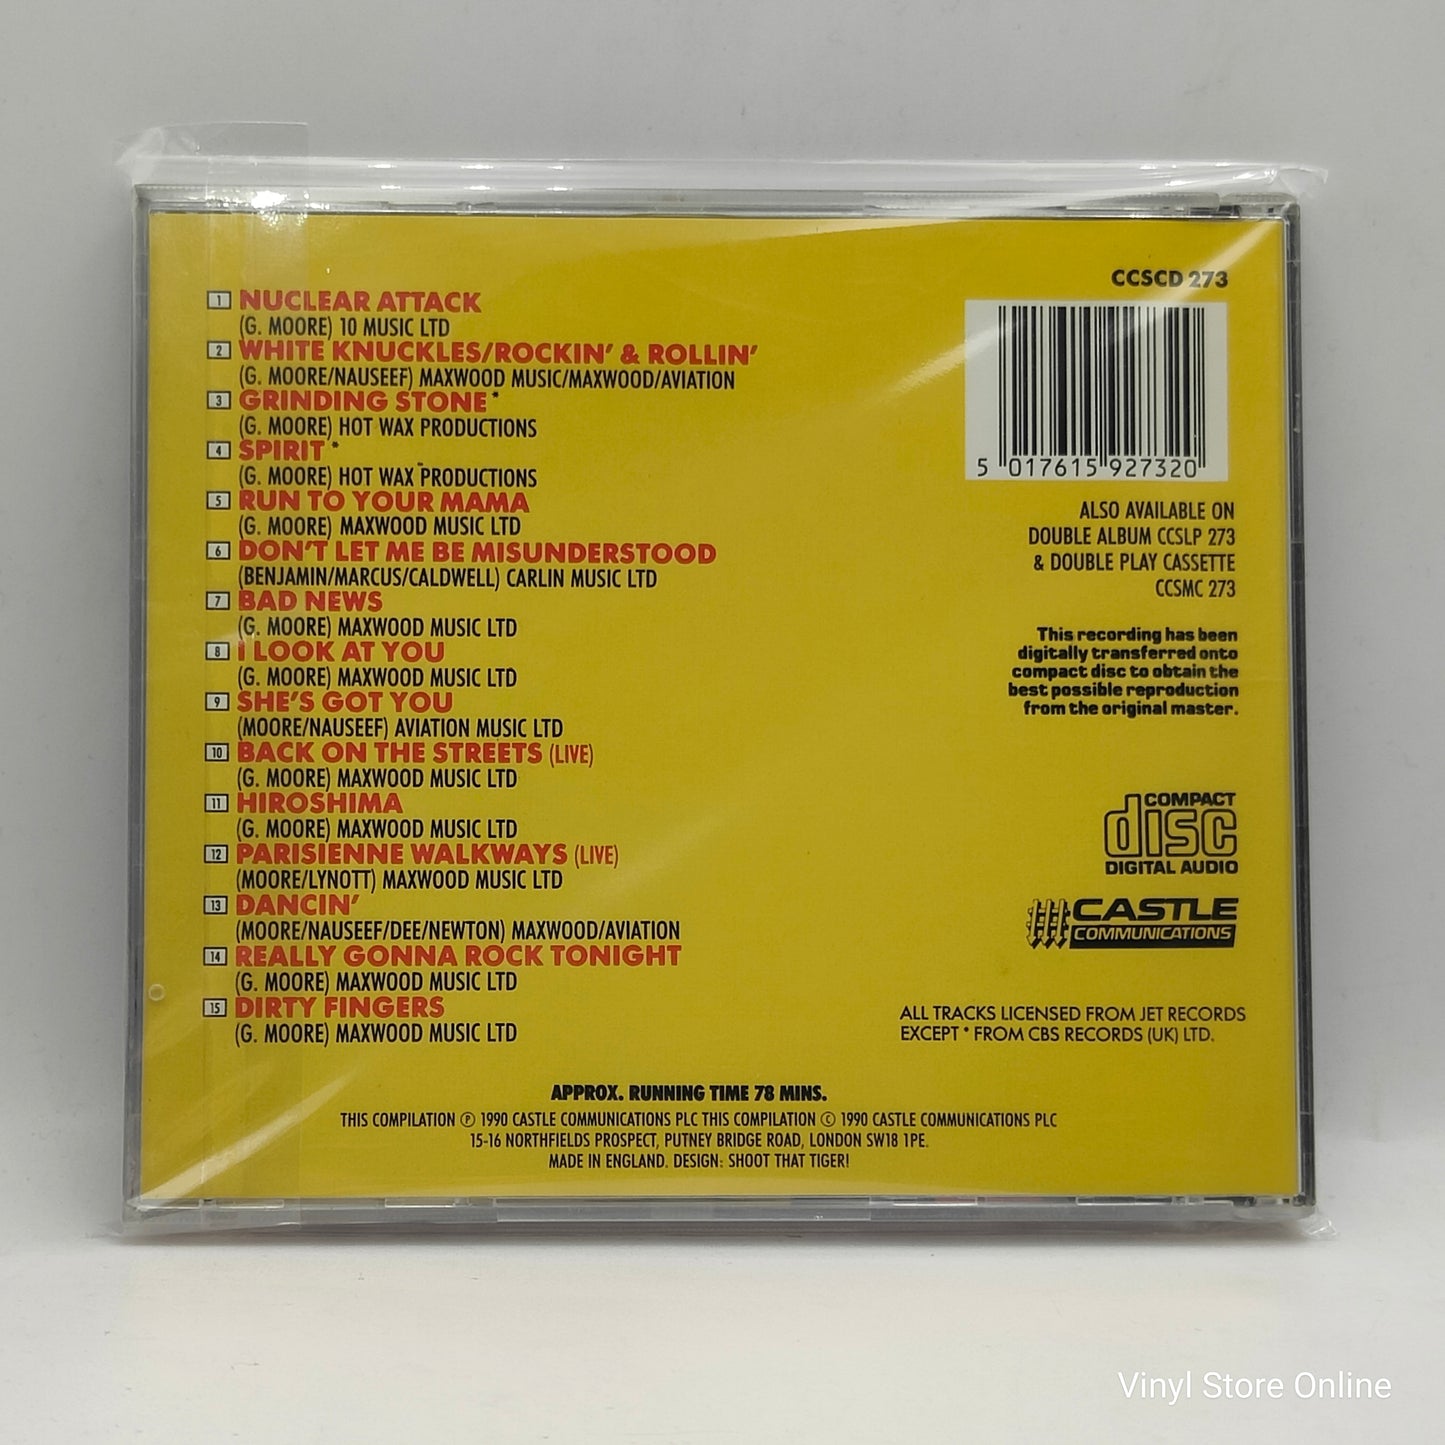 1 NUCLEAR ATTACK
(G. MOORE) 10 MUSIC LTD
2 WHITE KNUCKLES/ROCKIN' & ROLLIN'
(G. MOORE/NAUSEEF) MAXWOOD MUSIC/MAXWOOD/AVIATION
3 GRINDING STONE *
(G. MOORE) HOT WAX PRODUCTIONS
4 SPIRIT *
(G. MOORE) HOT WAX PRODUCTIONS
5 RUN TO YOUR MAMA
(G. MOORE) MAXWOOD MUSIC LTD
6 DON'T LET ME BE MISUNDERSTOOD
(BENJAMIN/MARCUS/CALDWELL) CARLIN MUSIC LTD
7 BAD NEWS
(G. MOORE) MAXWOOD MUSIC LTD
8 I LOOK AT YOU
(G. MOORE) MAXWOOD MUSIC LTD
9 SHE'S GOT YOU
(MOORE/NAUSEEF) AVIATION MUSIC LTD
10 BACK ON THE STREETS (LIVE)
(G. MOORE) MAXWOOD MUSIC LTD
11 HIROSHIMA
(G. MOORE) MAXWOOD MUSIC LTD
12 PARISIENNE WALKWAYS (LIVE)
(MOORE/LYNOTT) MAXWOOD MUSIC LTD
13 DANCIN'
(MOORE/NAUSEEF/DEE/NEWTON) MAXWOOD/AVIATION
14 REALLY GONNA ROCK TONIGHT
(G. MOORE) MAXWOOD MUSIC LTD
15 DIRTY FINGERS
(G. MOORE) MAXWOOD MUSIC LTD
CCSCD 273
5 017615 927320
ALSO AVAILABLE ON
DOUBLE ALBUM CCSLP 273
& DOUBLE PLAY CASSETTE
CCSMC 273
This recording has been
digitally transferred onto
compact disc to obtain the
best possible reproduction
from the original master.
COMPACT
disc
DIGITAL AUDIO
CASTLE
COMMUNICATIONS
ALL TRACKS LICENSED FROM JET RECORDS
EXCEPT * FROM CBS RECORDS (UK) LTD.
APPROX. RUNNING TIME 78 MINS.
THIS COMPILATION ℗ 1990 CASTLE COMMUNICATIONS PLC THIS COMPILATION © 1990 CASTLE COMMUNICATIONS PLC
15-16 NORTHFIELDS PROSPECT, PUTNEY BRIDGE ROAD, LONDON SW18 1PE.
MADE IN ENGLAND. DESIGN: SHOOT THAT TIGER!
Vinyl Store Online